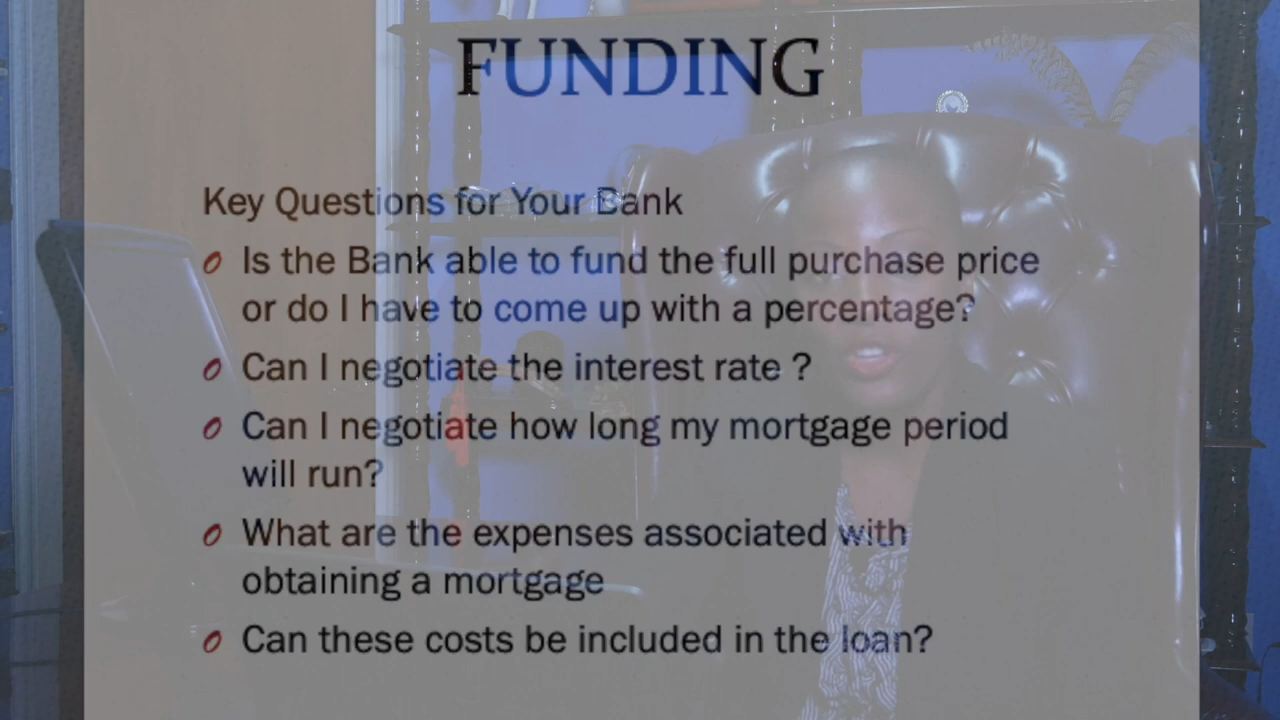 FUNDING
Key Questions for Your Bank
Is the Bank able to fund the full purchase price
or do I have to come up with a percentage?
Can I negotiate the interest rate ?
Can I negotiate how long my mortgage period
will run?
What are the expenses associated with
obtaining a mortgage
Can these costs be included in the loan?